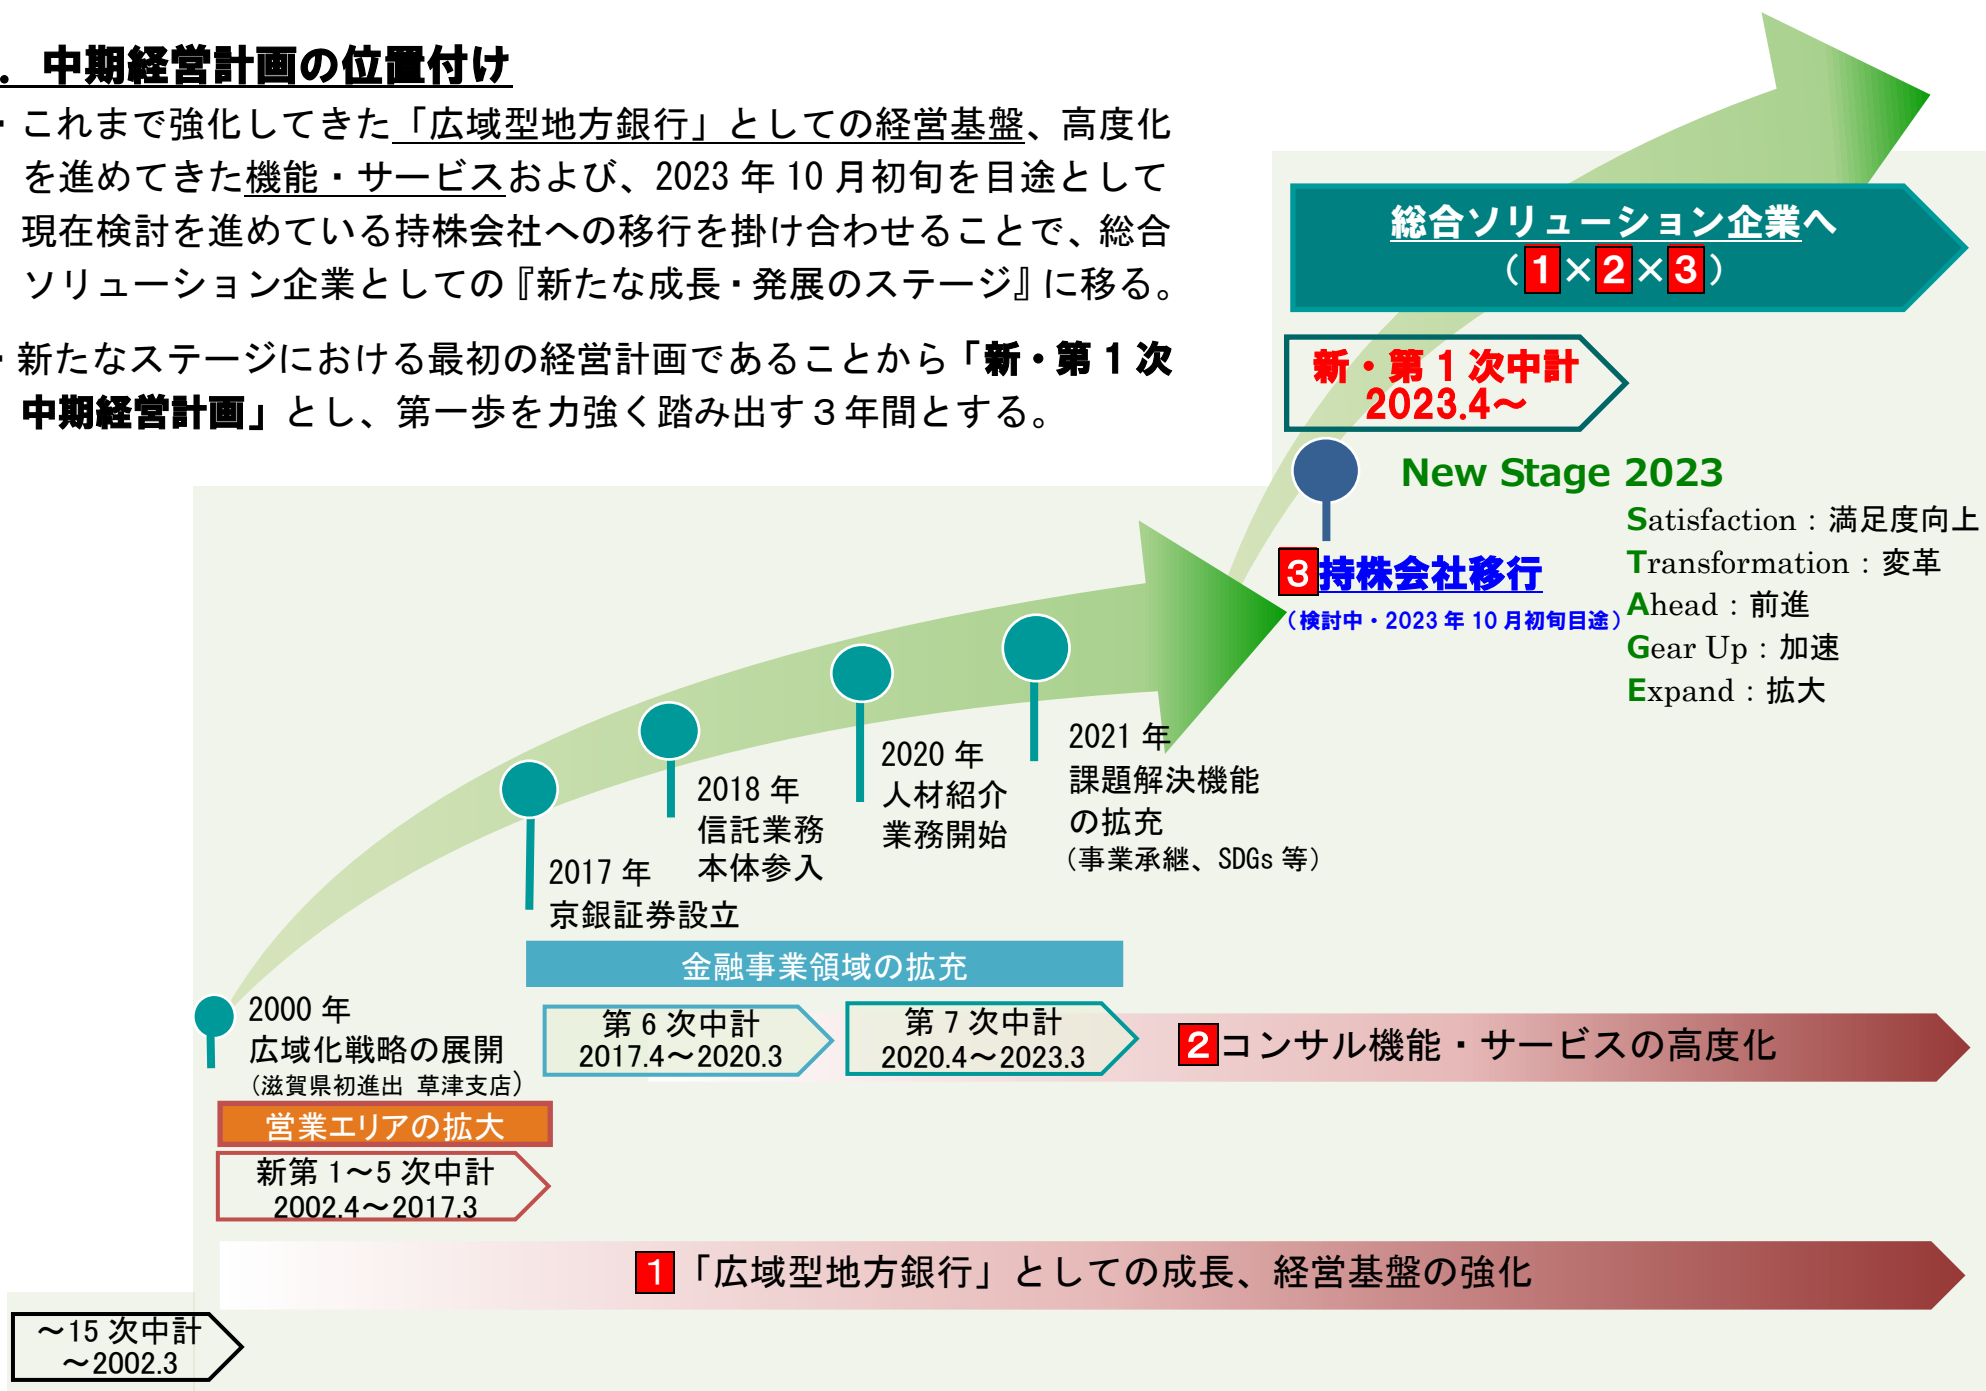 . 中期経営計画の位置付け
・これまで強化してきた「広域型地方銀行」としての経営基盤、高度化
を進めてきた機能・サービスおよび、2023 年 10 月初旬を目途として
現在検討を進めている持株会社への移行を掛け合わせることで、総合
ソリューション企業としての『新たな成長・発展のステージ』に移る。
・新たなステージにおける最初の経営計画であることから「新・第１次
中期経営計画」とし、第一歩を力強く踏み出す３年間とする。
総合ソリューション企業へ
（1×2×3）
新・第１次中計
2023.4～
New Stage 2023
Satisfaction：満足度向上
Transformation：変革
Ahead：前進
Gear Up：加速
Expand：拡大
3持株会社移行
（検討中・2023 年 10 月初旬目途）
2021 年
課題解決機能
の拡充
（事業承継、SDGs 等）
2020 年
人材紹介
業務開始
2018 年
信託業務
本体参入
2017 年
京銀証券設立
金融事業領域の拡充
2000 年
広域化戦略の展開
（滋賀県初進出 草津支店）
第 6 次中計
2017.4～2020.3
第 7 次中計
2020.4～2023.3
2コンサル機能・サービスの高度化
営業エリアの拡大
新第 1～5 次中計
2002.4～2017.3
1「広域型地方銀行」としての成長、経営基盤の強化
～15 次中計
～2002.3